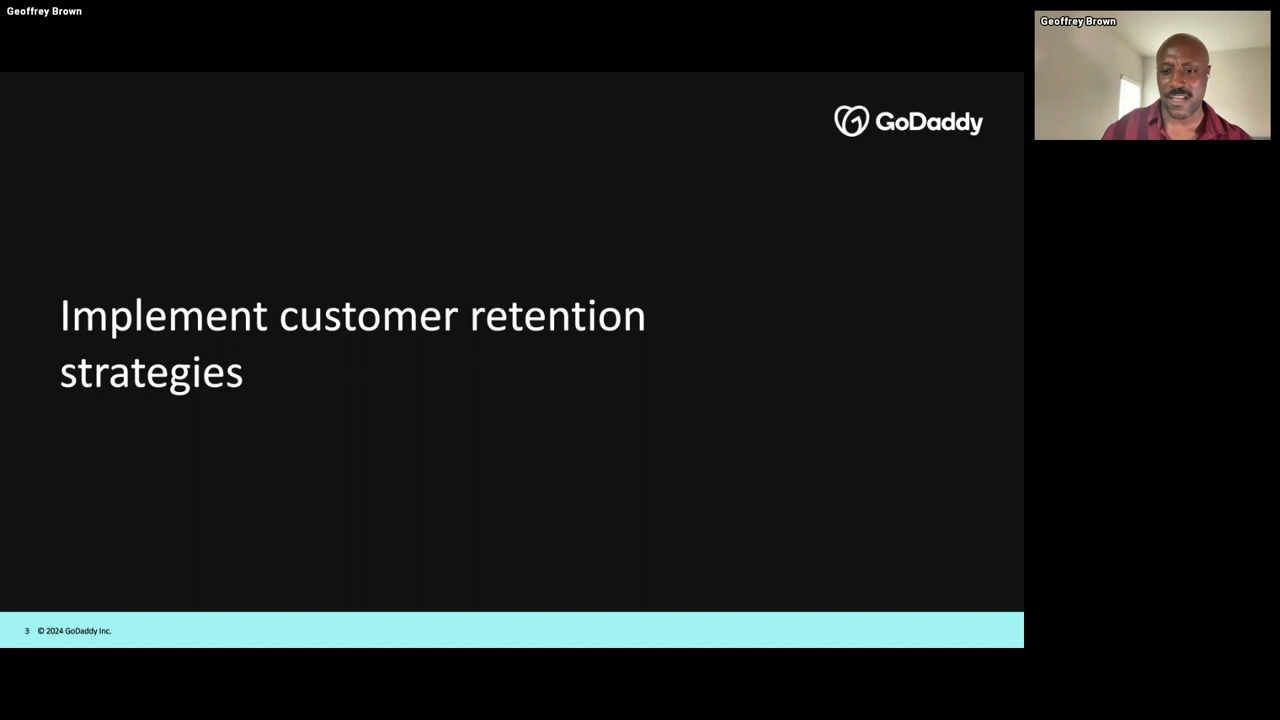 Geoffrey Brown
Geoffrey Brown
GoDaddy
Implement customer retention
strategies
3 © 2024 GoDaddy Inc.